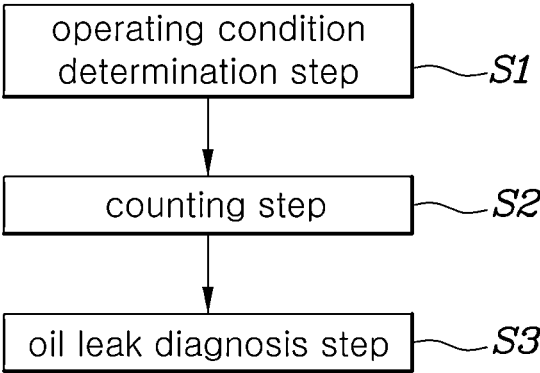 operating condition
determination step
S1
counting step
S2
oil leak diagnosis step
S3